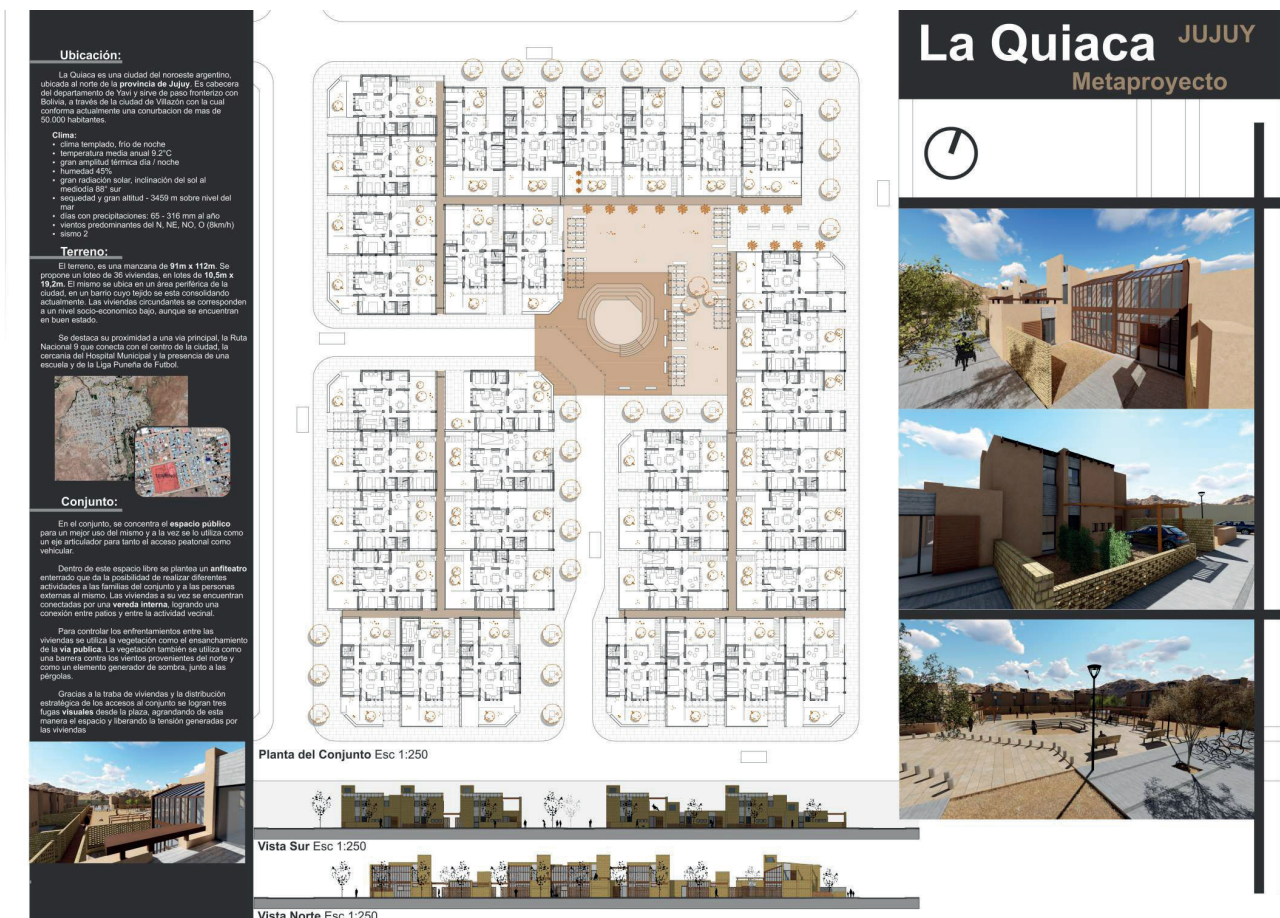 Ubicación:
La Quiaca es una ciudad del noroeste argentino,
ubicada al norte de la provincia de Jujuy. Es cabecera
del departamento de Yavi y sirve de paso fronterizo con
Bolivia, a través de la ciudad de Villazón con la cual
conforma actualmente una conurbacion de mas de
50.000 habitantes.
Clima:
• clima templado, frío de noche
• temperatura media anual 9.2°C
• gran amplitud térmica día / noche
• humedad 45%
• gran radiación solar, inclinación del sol al
mediodía 88° sur
• sequedad y gran altitud - 3459 m sobre nivel del
mar
• días con precipitaciones: 65 - 316 mm al año
• vientos predominantes del N, NE, NO, O (8km/h)
• sismo 2
Terreno:
El terreno, es una manzana de 91m x 112m. Se
propone un loteo de 36 viviendas, en lotes de 10,5m x
19,2m. El mismo se ubica en un área periférica de la
ciudad, en un barrio cuyo tejido se esta consolidando
actualmente. Las viviendas circundantes se corresponden
a un nivel socio-economico bajo, aunque se encuentran
en buen estado.
Se destaca su proximidad a una via principal, la Ruta
Nacional 9 que conecta con el centro de la ciudad, la
cercania del Hospital Municipal y la presencia de una
escuela y de la Liga Puneña de Futbol.
Conjunto:
En el conjunto, se concentra el espacio público
para un mejor uso del mismo y a la vez se lo utiliza como
un eje articulador para tanto el acceso peatonal como
vehicular.
Dentro de este espacio libre se plantea un anfiteatro
enterrado que da la posibilidad de realizar diferentes
actividades a las familias del conjunto y a las personas
externas al mismo. Las viviendas a su vez se encuentran
conectadas por una vereda interna, logrando una
conexión entre patios y entre la actividad vecinal.
Para controlar los enfrentamientos entre las
viviendas se utiliza la vegetación como el ensanchamiento
de la via publica. La vegetación también se utiliza como
una barrera contra los vientos provenientes del norte y
como un elemento generador de sombra, junto a las
pérgolas.
Gracias a la traba de viviendas y la distribución
estratégica de los accesos al conjunto se logran tres
fugas visuales desde la plaza, agrandando de esta
manera el espacio y liberando la tensión generadas por
las viviendas
Planta del Conjunto Esc 1:250
Vista Sur Esc 1:250
Vista Norte Esc 1:250
La Quiaca JUJUY
Metaproyecto